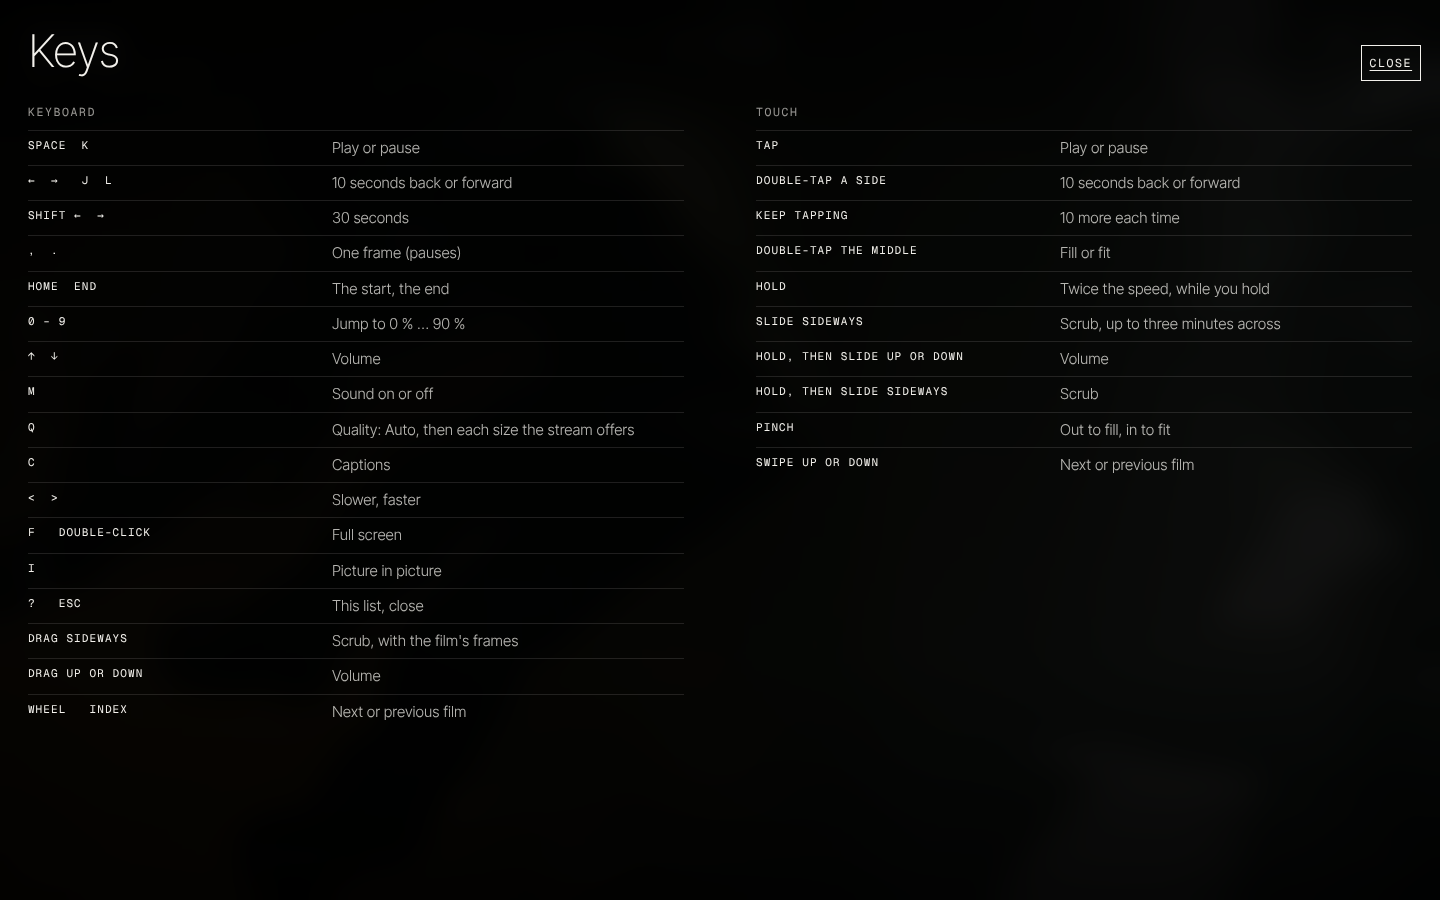 Keys
CLOSE
KEYBOARD
SPACE K Play or pause
← → J L 10 seconds back or forward
SHIFT ← → 30 seconds
, . One frame (pauses)
HOME END The start, the end
0 – 9 Jump to 0 % … 90 %
↑ ↓ Volume
M Sound on or off
Q Quality: Auto, then each size the stream offers
C Captions
< > Slower, faster
F DOUBLE-CLICK Full screen
I Picture in picture
? ESC This list, close
DRAG SIDEWAYS Scrub, with the film's frames
DRAG UP OR DOWN Volume
WHEEL INDEX Next or previous film
TOUCH
TAP Play or pause
DOUBLE-TAP A SIDE 10 seconds back or forward
KEEP TAPPING 10 more each time
DOUBLE-TAP THE MIDDLE Fill or fit
HOLD Twice the speed, while you hold
SLIDE SIDEWAYS Scrub, up to three minutes across
HOLD, THEN SLIDE UP OR DOWN Volume
HOLD, THEN SLIDE SIDEWAYS Scrub
PINCH Out to fill, in to fit
SWIPE UP OR DOWN Next or previous film